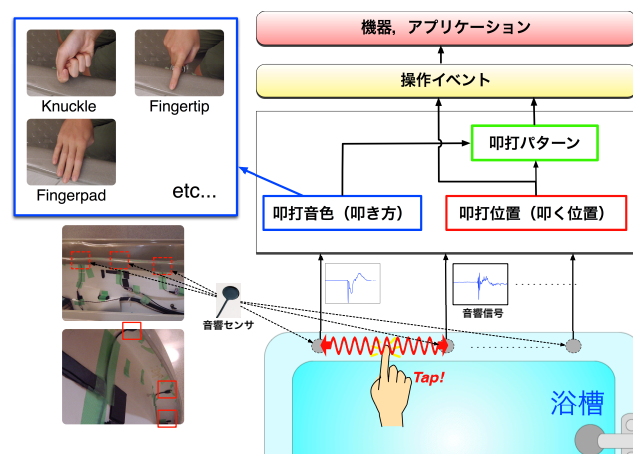 機器，アプリケーション
操作イベント
叩打パターン
叩打音色（叩き方）
叩打位置（叩く位置）
Knuckle
Fingertip
Fingerpad
etc...
音響センサ
音響信号
Tap!
浴槽